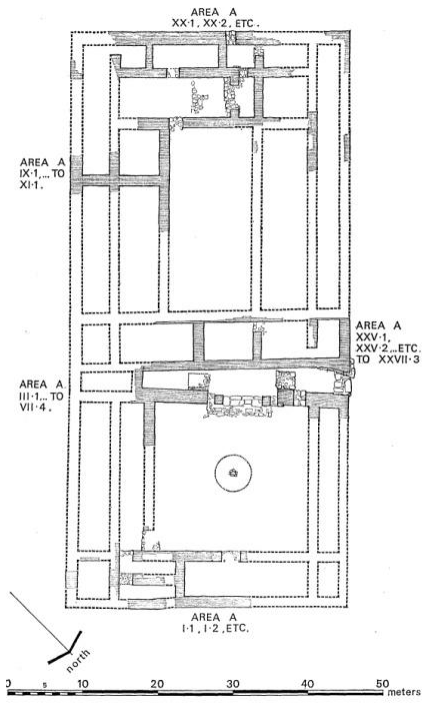 AREA A
XX·1, XX·2, ETC.
AREA A
IX·1,...TO
XI·1.
AREA A
XXV·1,
XXV·2,..ETC.
TO XXVII·3
AREA A
III·1,..TO
VII·4.
AREA A
I·1, I·2, ETC.
north
0 5 10 20 30 40 50
meters